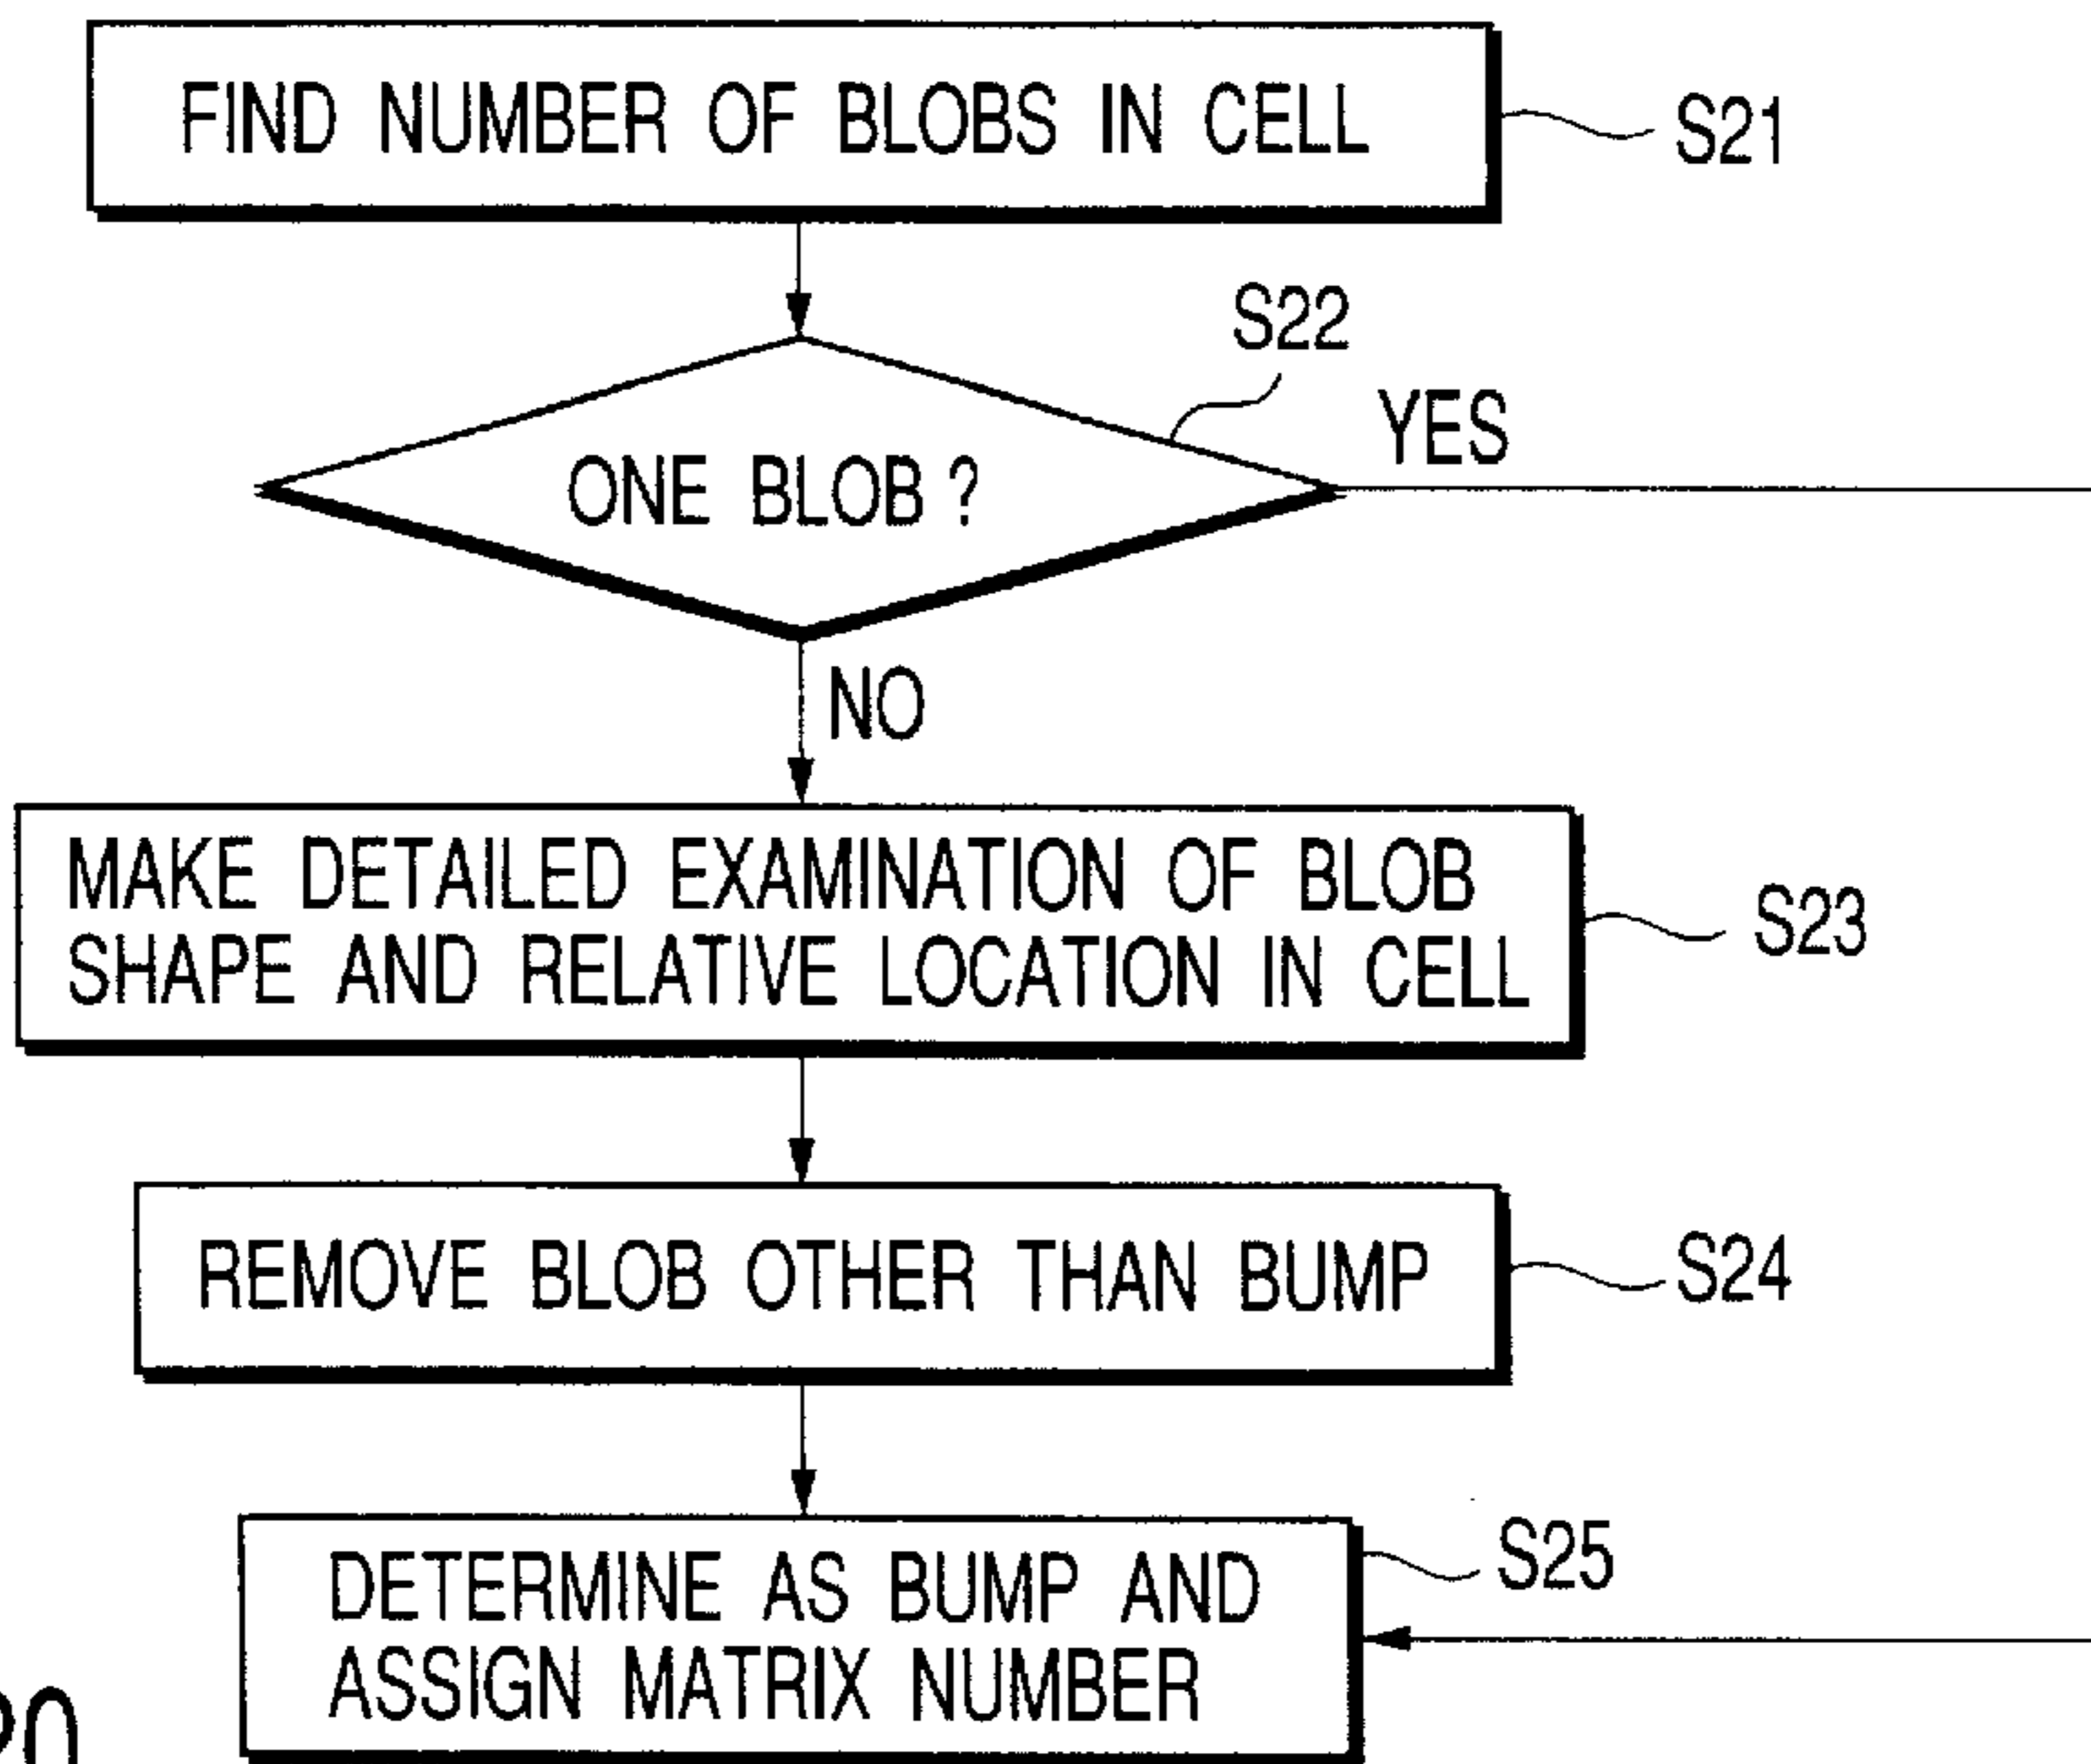 FIND NUMBER OF BLOBS IN CELL
S21
S22
YES
ONE BLOB ?
NO
MAKE DETAILED EXAMINATION OF BLOB
SHAPE AND RELATIVE LOCATION IN CELL
S23
REMOVE BLOB OTHER THAN BUMP
S24
S25
DETERMINE AS BUMP AND
ASSIGN MATRIX NUMBER